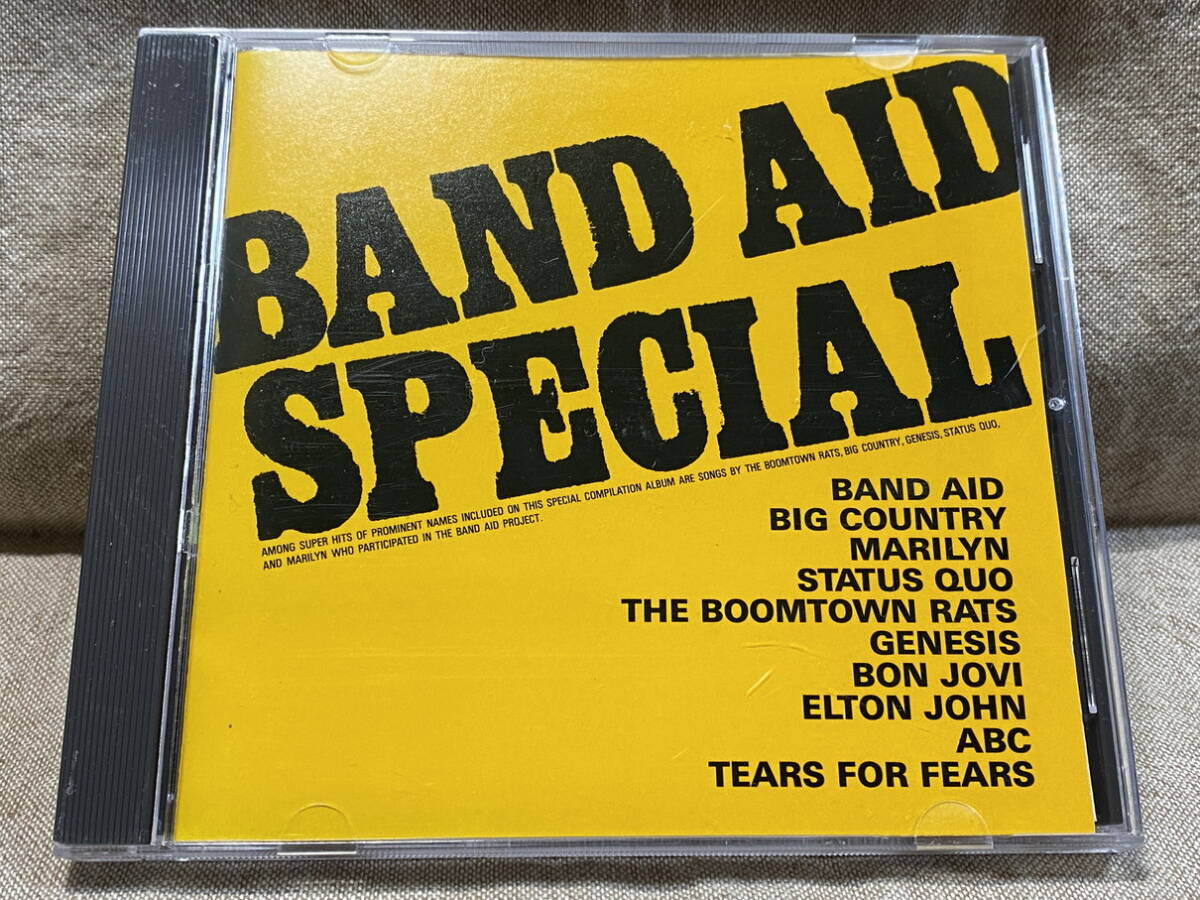 BAND AID
SPECIAL
AMONG SUPER HITS OF PROMINENT NAMES INCLUDED ON THIS SPECIAL COMPILATION ALBUM ARE SONGS BY THE BOOMTOWN RATS, BIG COUNTRY, GENESIS, STATUS QUO,
AND MARILYN WHO PARTICIPATED IN THE BAND AID PROJECT.
BAND AID
BIG COUNTRY
MARILYN
STATUS QUO
THE BOOMTOWN RATS
GENESIS
BON JOVI
ELTON JOHN
ABC
TEARS FOR FEARS